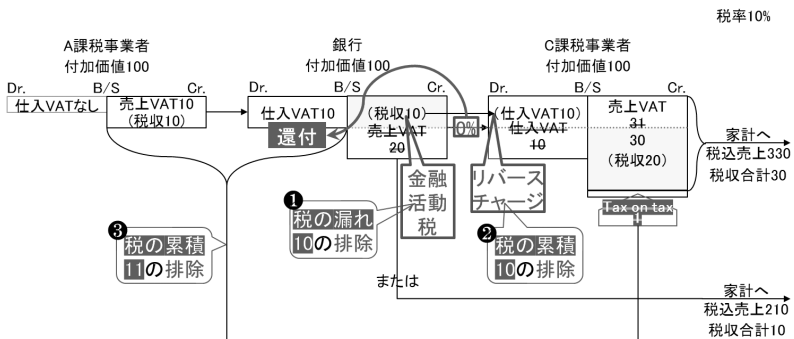 税率10%
A課税事業者
付加価値100
銀行
付加価値100
C課税事業者
付加価値100
Dr. B/S Cr.
Dr. B/S Cr.
Dr. B/S Cr.
仕入VATなし
売上VAT10
(税収10)
仕入VAT10
還付
(税収10)
売上VAT
20
0%
(仕入VAT10)
仕入VAT
10
売上VAT
31
30
(税収20)
家計へ
税込売上330
税収合計30
金融
活動
税
リバース
チャージ
Tax on tax
1
❶
税の漏れ
10の排除
❷
税の累積
10の排除
❸
税の累積
11の排除
または
家計へ
税込売上210
税収合計10